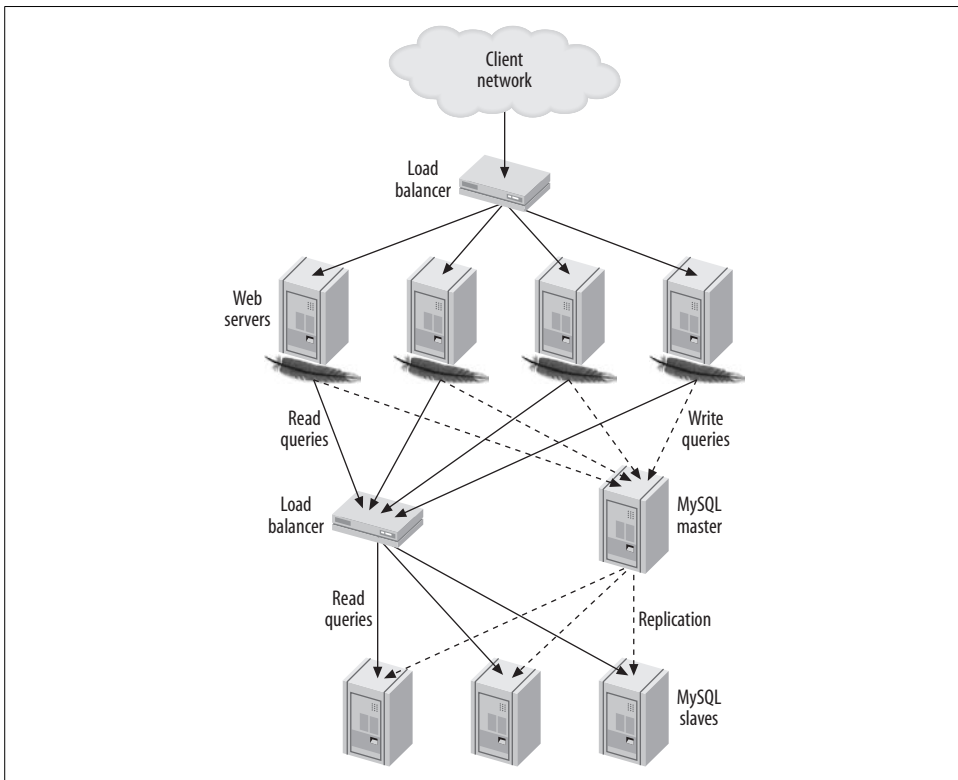 Client
network
Load
balancer
Web
servers
Read
queries
Write
queries
Load
balancer
MySQL
master
Read
queries
Replication
MySQL
slaves